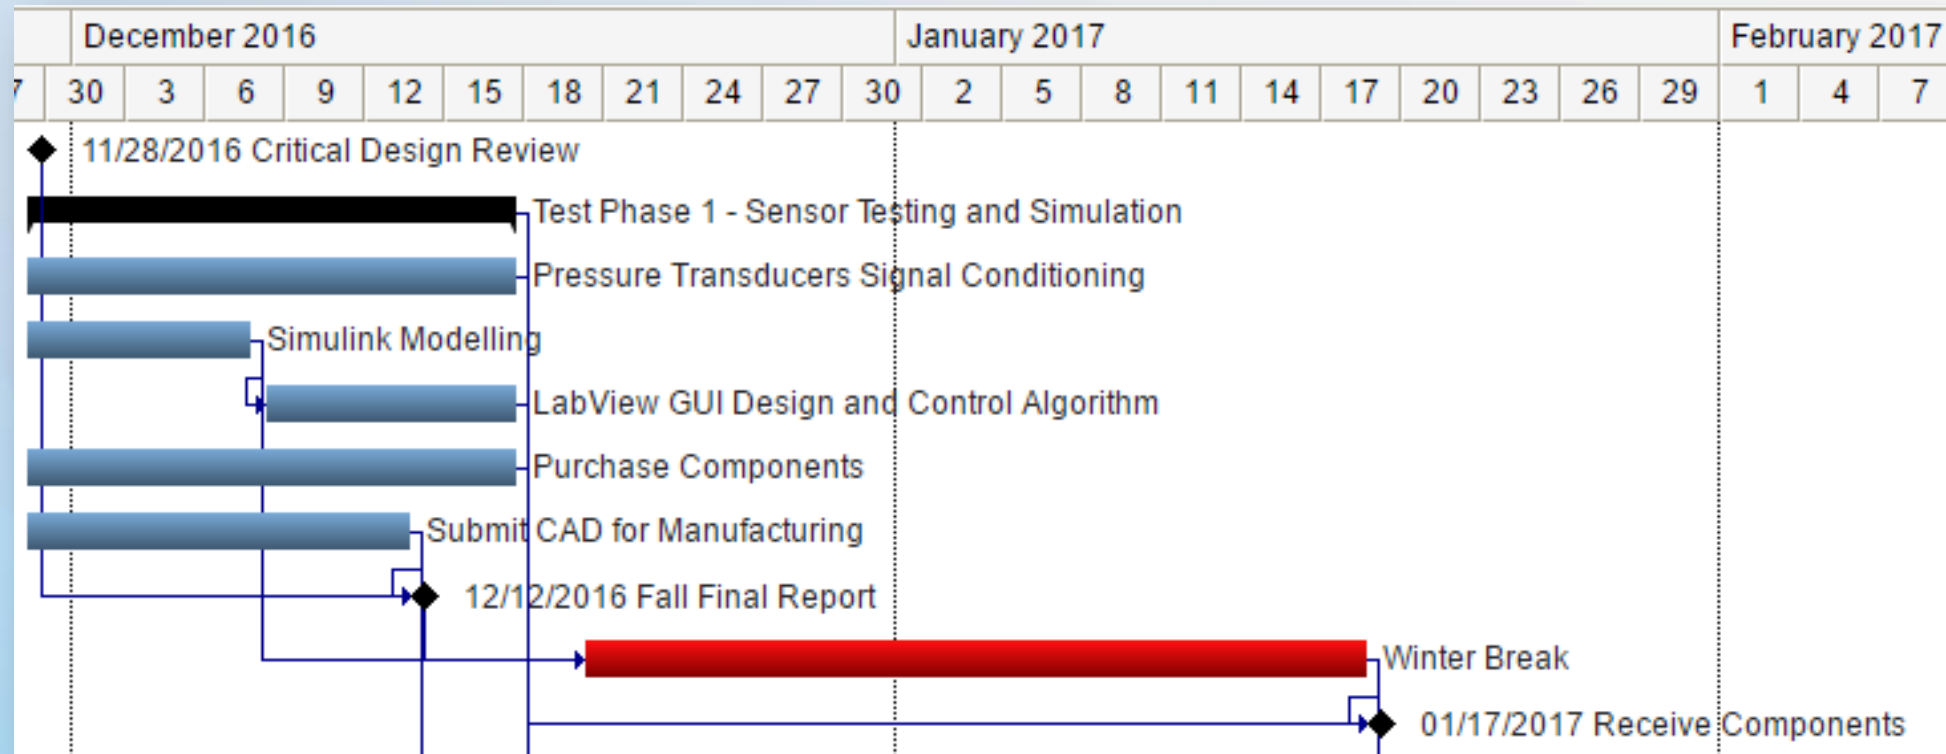 December 2016 January 2017 February 2017
7 30 3 6 9 12 15 18 21 24 27 30 2 5 8 11 14 17 20 23 26 29 1 4 7
11/28/2016 Critical Design Review
Test Phase 1 - Sensor Testing and Simulation
Pressure Transducers Signal Conditioning
Simulink Modelling
LabView GUI Design and Control Algorithm
Purchase Components
Submit CAD for Manufacturing
12/12/2016 Fall Final Report
Winter Break
01/17/2017 Receive Components